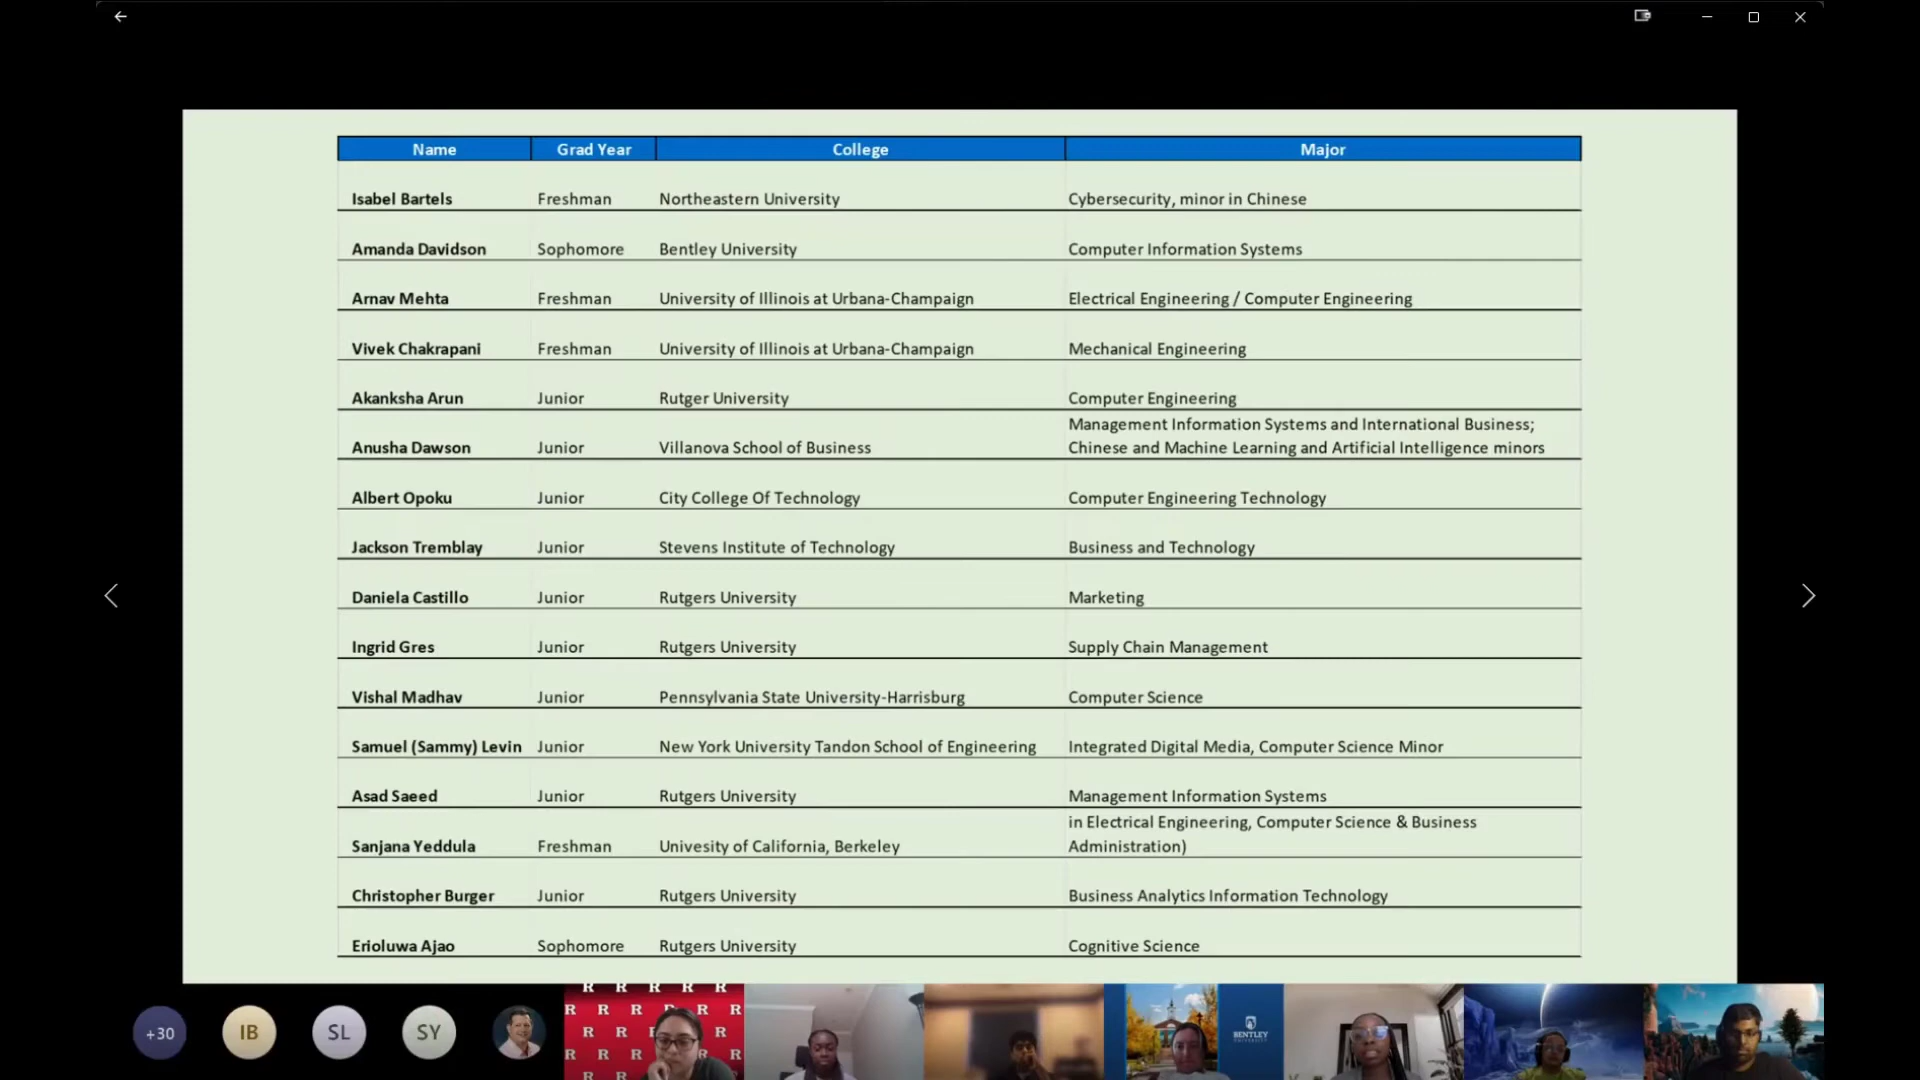 Name Grad Year College Major
Isabel Bartels Freshman Northeastern University Cybersecurity, minor in Chinese
Amanda Davidson Sophomore Bentley University Computer Information Systems
Arnav Mehta Freshman University of Illinois at Urbana-Champaign Electrical Engineering / Computer Engineering
Vivek Chakrapani Freshman University of Illinois at Urbana-Champaign Mechanical Engineering
Akanksha Arun Junior Rutger University Computer Engineering
Management Information Systems and International Business;
Anusha Dawson Junior Villanova School of Business Chinese and Machine Learning and Artificial Intelligence minors
Albert Opoku Junior City College Of Technology Computer Engineering Technology
Jackson Tremblay Junior Stevens Institute of Technology Business and Technology
Daniela Castillo Junior Rutgers University Marketing
Ingrid Gres Junior Rutgers University Supply Chain Management
Vishal Madhav Junior Pennsylvania State University-Harrisburg Computer Science
Samuel (Sammy) Levin Junior New York University Tandon School of Engineering Integrated Digital Media, Computer Science Minor
Asad Saeed Junior Rutgers University Management Information Systems
in Electrical Engineering, Computer Science & Business
Sanjana Yeddula Freshman Univesity of California, Berkeley Administration)
Christopher Burger Junior Rutgers University Business Analytics Information Technology
Erioluwa Ajao Sophomore Rutgers University Cognitive Science
+30 IB SL SY
R R R R R
R R R
R R R
R R R R
BENTLEY
UNIVERSITY